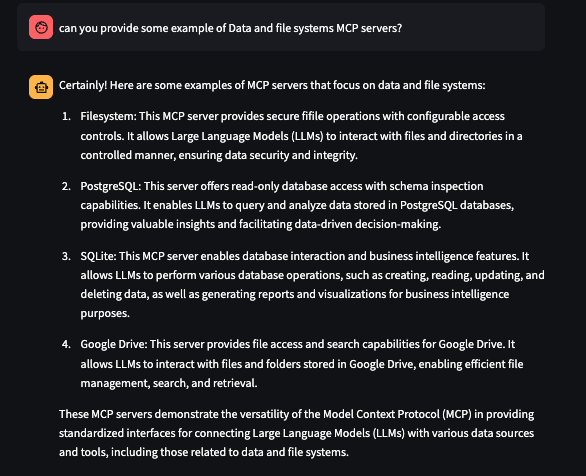 can you provide some example of Data and file systems MCP servers?
Certainly! Here are some examples of MCP servers that focus on data and file systems:
1. Filesystem: This MCP server provides secure fifile operations with configurable access
controls. It allows Large Language Models (LLMs) to interact with files and directories in a
controlled manner, ensuring data security and integrity.
2. PostgreSQL: This server offers read-only database access with schema inspection
capabilities. It enables LLMs to query and analyze data stored in PostgreSQL databases,
providing valuable insights and facilitating data-driven decision-making.
3. SQLite: This MCP server enables database interaction and business intelligence features. It
allows LLMs to perform various database operations, such as creating, reading, updating, and
deleting data, as well as generating reports and visualizations for business intelligence
purposes.
4. Google Drive: This server provides file access and search capabilities for Google Drive. It
allows LLMs to interact with files and folders stored in Google Drive, enabling efficient file
management, search, and retrieval.
These MCP servers demonstrate the versatility of the Model Context Protocol (MCP) in providing
standardized interfaces for connecting Large Language Models (LLMs) with various data sources
and tools, including those related to data and file systems.